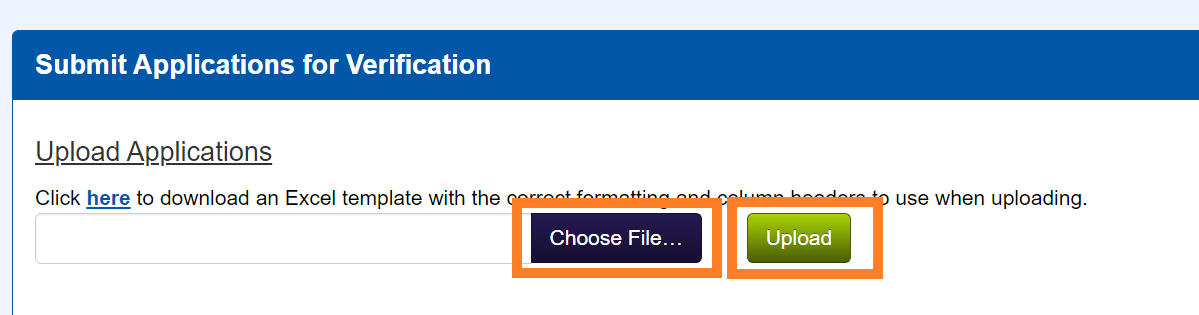 Submit Applications for Verification
Upload Applications
Click here to download an Excel template with the correct formatting and column headers to use when uploading.
Choose File...
Upload